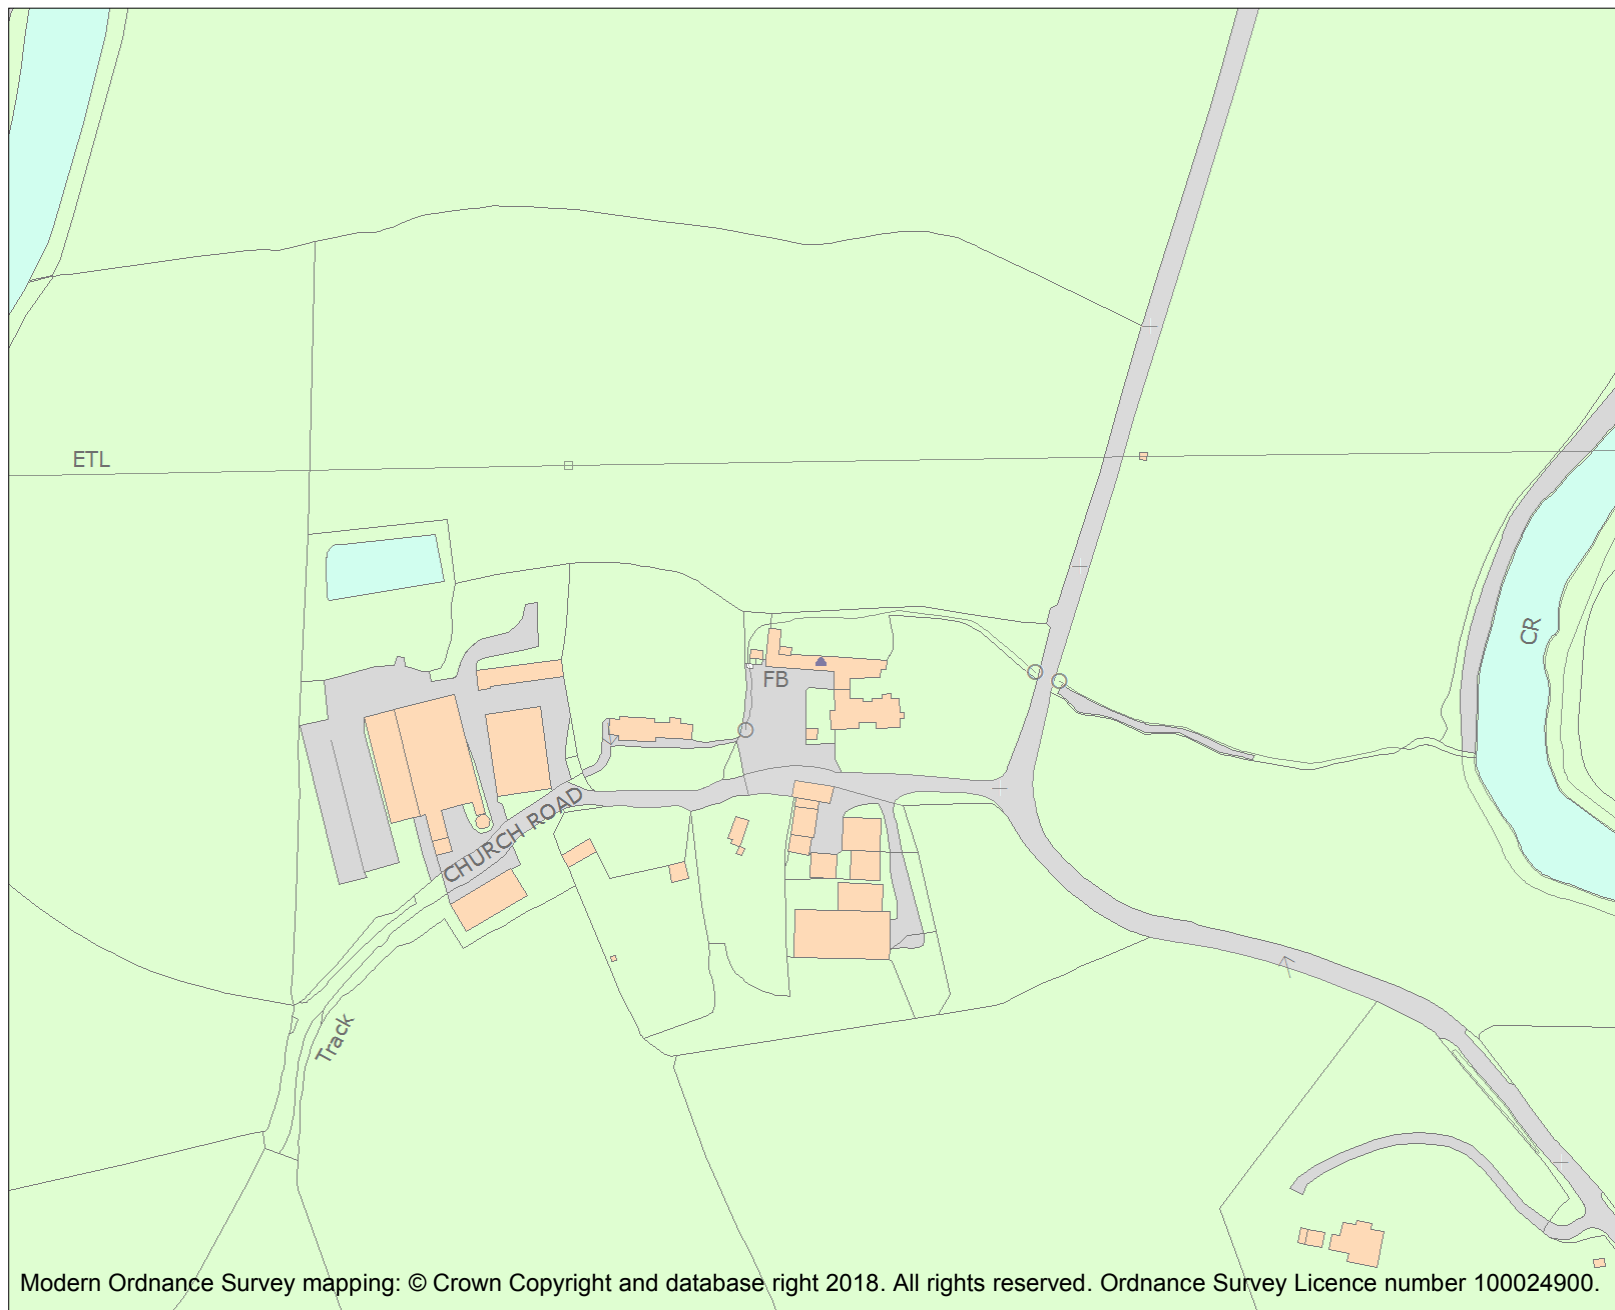 ETL
CR
FB
CHURCH ROAD
Track
Modern Ordnance Survey mapping: © Crown Copyright and database right 2018. All rights reserved. Ordnance Survey Licence number 100024900.